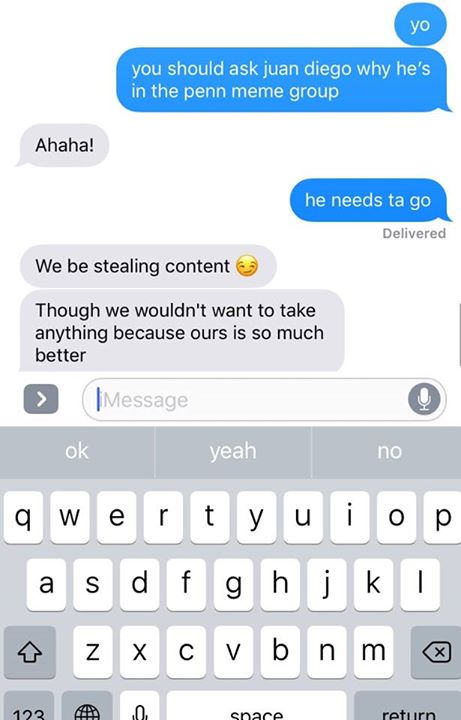 yo
you should ask juan diego why he's
in the penn meme group
Ahaha!
he needs ta go
Delivered
We be stealing content 😏
Though we wouldn't want to take
anything because ours is so much
better
iMessage
ok yeah no
q w e r t y u i o p
a s d f g h j k l
z x c v b n m
123 space return